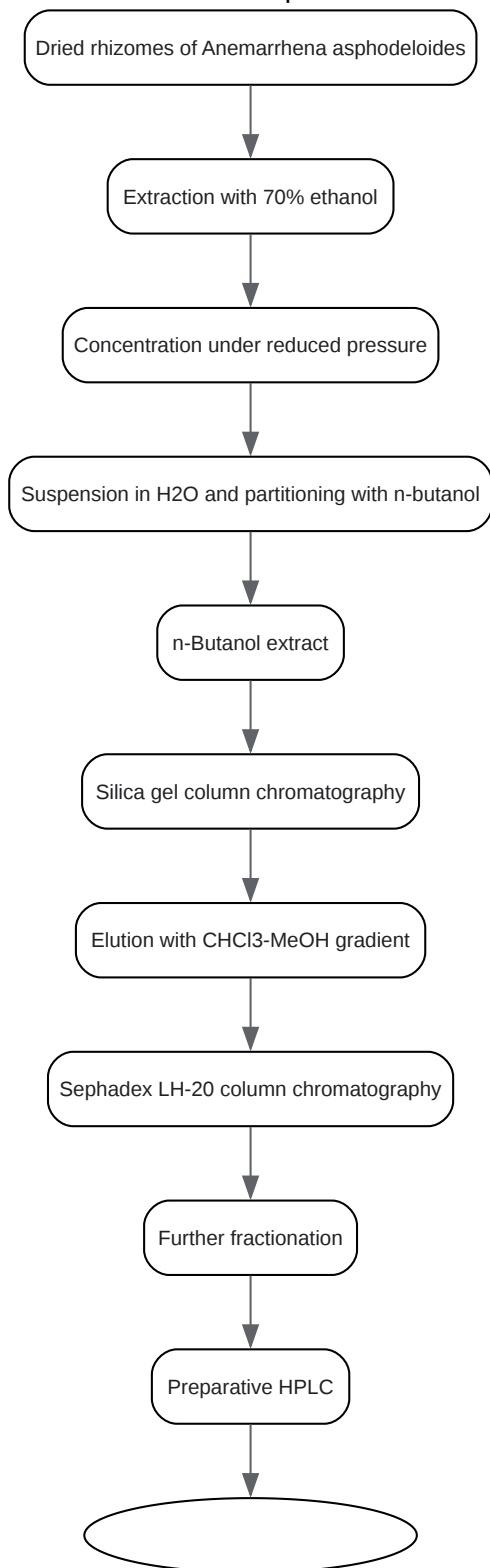 Dried rhizomes of Anemarrhena asphodeloides
Extraction with 70% ethanol
Concentration under reduced pressure
Suspension in H2O and partitioning with n-butanol
n-Butanol extract
Silica gel column chromatography
Elution with CHCl3-MeOH gradient
Sephadex LH-20 column chromatography
Further fractionation
Preparative HPLC